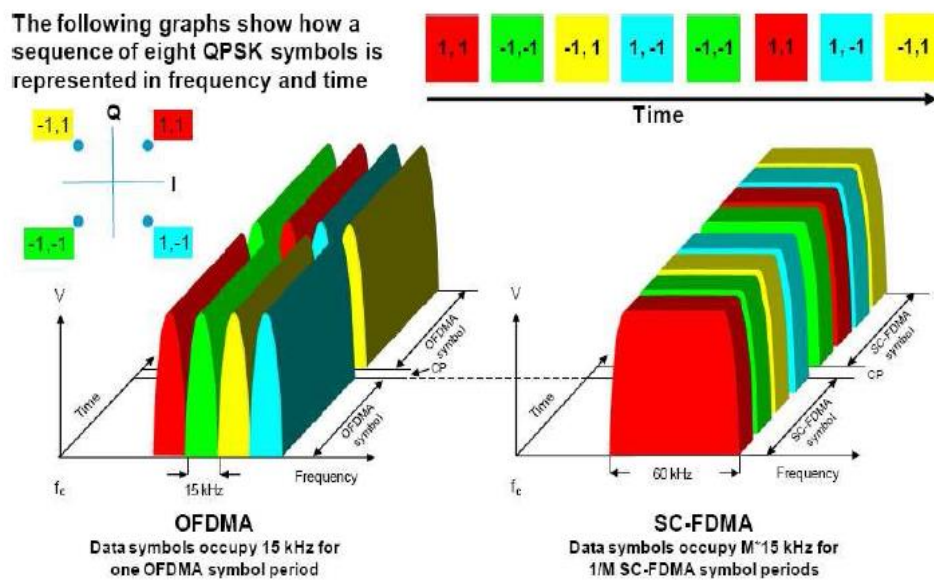 The following graphs show how a
sequence of eight QPSK symbols is
represented in frequency and time
1,1 -1,-1 -1,1 1,-1 -1,-1 1,1 1,-1 -1,1
Time
-1,1 Q 1,1
I
-1,-1 1,-1
V
Time
OFDMA symbol
CP
OFDMA symbol
fc
15 kHz
Frequency
V
Time
SC-FDMA symbol
CP
SC-FDMA symbol
fc
60 kHz
Frequency
OFDMA
Data symbols occupy 15 kHz for
one OFDMA symbol period
SC-FDMA
Data symbols occupy M*15 kHz for
1/M SC-FDMA symbol periods